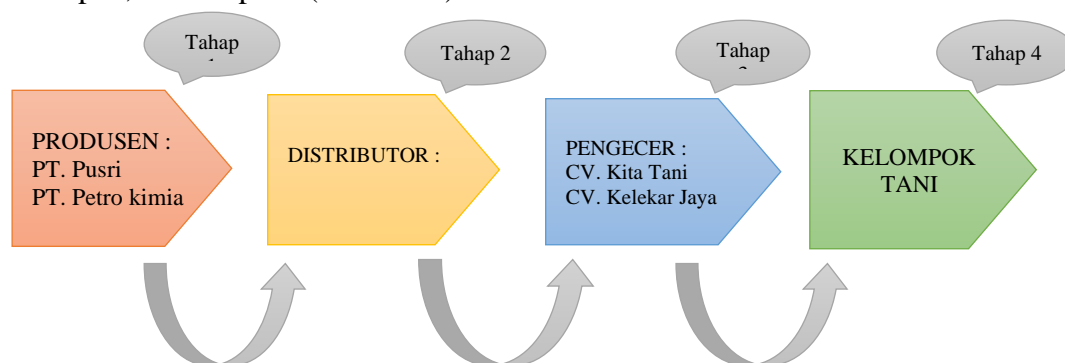 Tahap
Tahap 2
Tahap
Tahap 4
PRODUSEN :
PT. Pusri
PT. Petro kimia
DISTRIBUTOR :
PENGECER :
CV. Kita Tani
CV. Kelekar Jaya
KELOMPOK
TANI